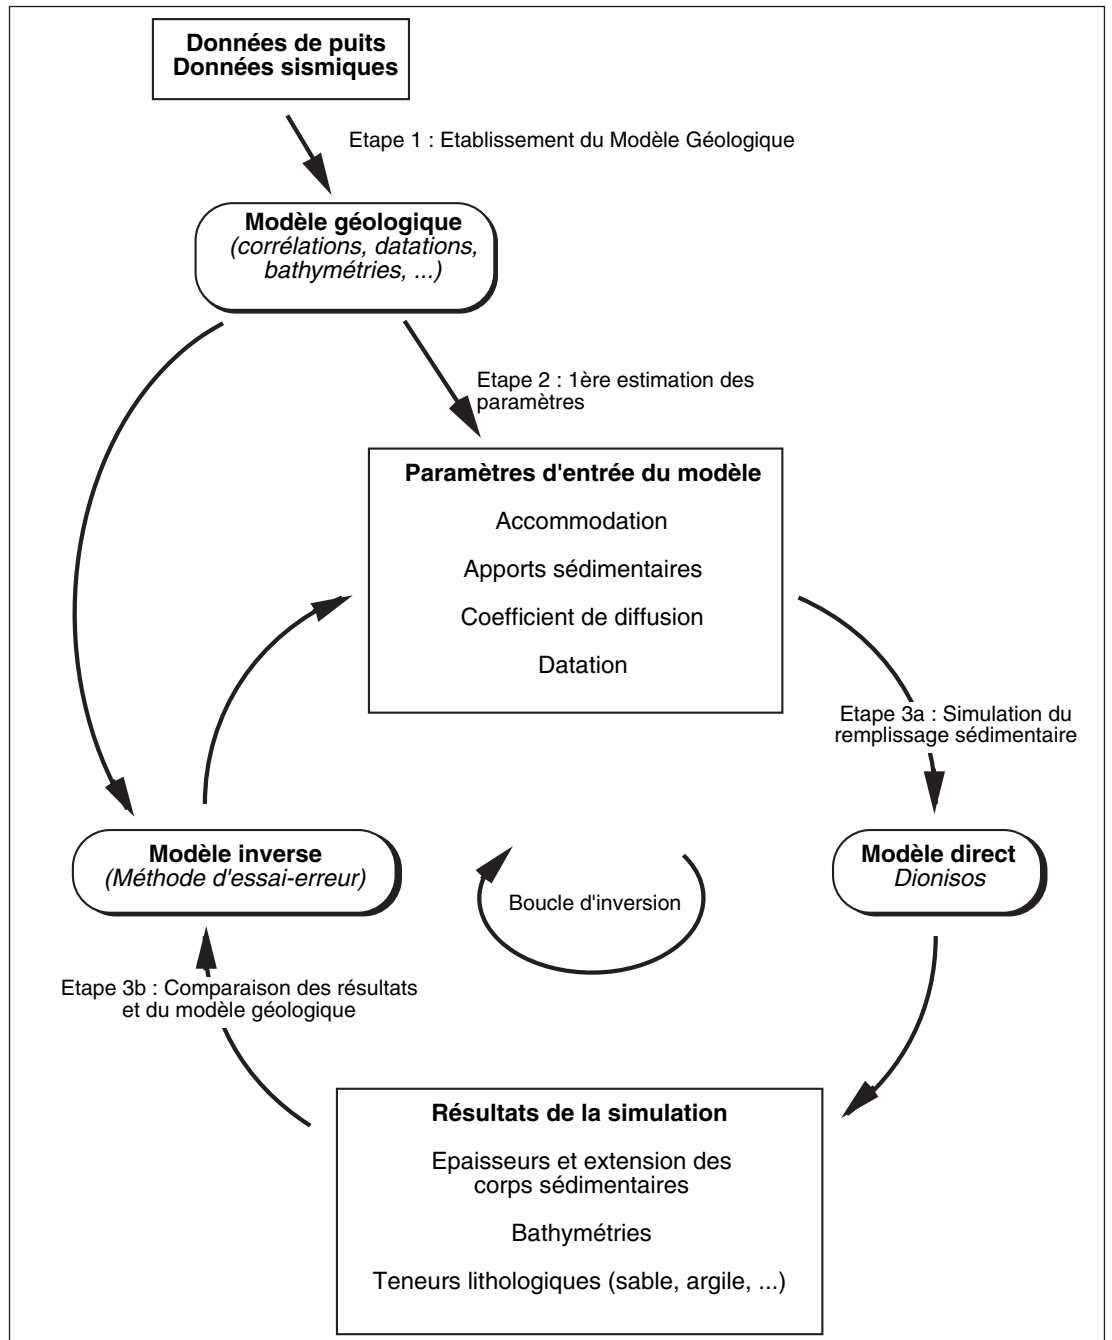 Données de puits
Données sismiques
Etape 1 : Etablissement du Modèle Géologique
Modèle géologique
(corrélations, datations,
bathymétries, ...)
Etape 2 : 1ère estimation des
paramètres
Paramètres d'entrée du modèle
Accommodation
Apports sédimentaires
Coefficient de diffusion
Datation
Etape 3a : Simulation du
remplissage sédimentaire
Modèle inverse
(Méthode d'essai-erreur)
Boucle d'inversion
Modèle direct
Dionisos
Etape 3b : Comparaison des résultats
et du modèle géologique
Résultats de la simulation
Epaisseurs et extension des
corps sédimentaires
Bathymétries
Teneurs lithologiques (sable, argile, ...)